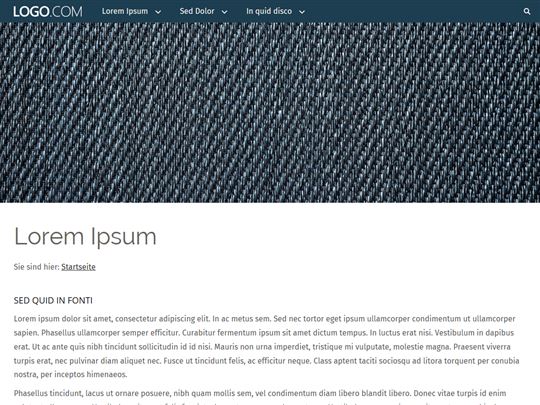 LOGO.COM
Lorem Ipsum
Sed Dolor
In quid disco
Lorem Ipsum
Sie sind hier: Startseite
SED QUID IN FONTI
Lorem ipsum dolor sit amet, consectetur adipiscing elit. In ac metus sem. Sed nec tortor eget ipsum ullamcorper condimentum ut ullamcorper
sapien. Phasellus ullamcorper semper efficitur. Curabitur fermentum ipsum sit amet dictum tempus. In luctus erat nisi. Vestibulum in dapibus
erat. Ut ac ante quis nibh tincidunt sollicitudin id id nisi. Mauris non urna imperdiet, tristique mi vulputate, molestie magna. Praesent viverra
turpis erat, nec pulvinar diam aliquet nec. Fusce ut tincidunt felis, ac efficitur neque. Class aptent taciti sociosqu ad litora torquent per conubia
nostra, per inceptos himenaeos.
Phasellus tincidunt, lacus ut ornare posuere, nibh quam mollis sem, vel condimentum diam libero blandit libero. Donec vitae turpis id enim